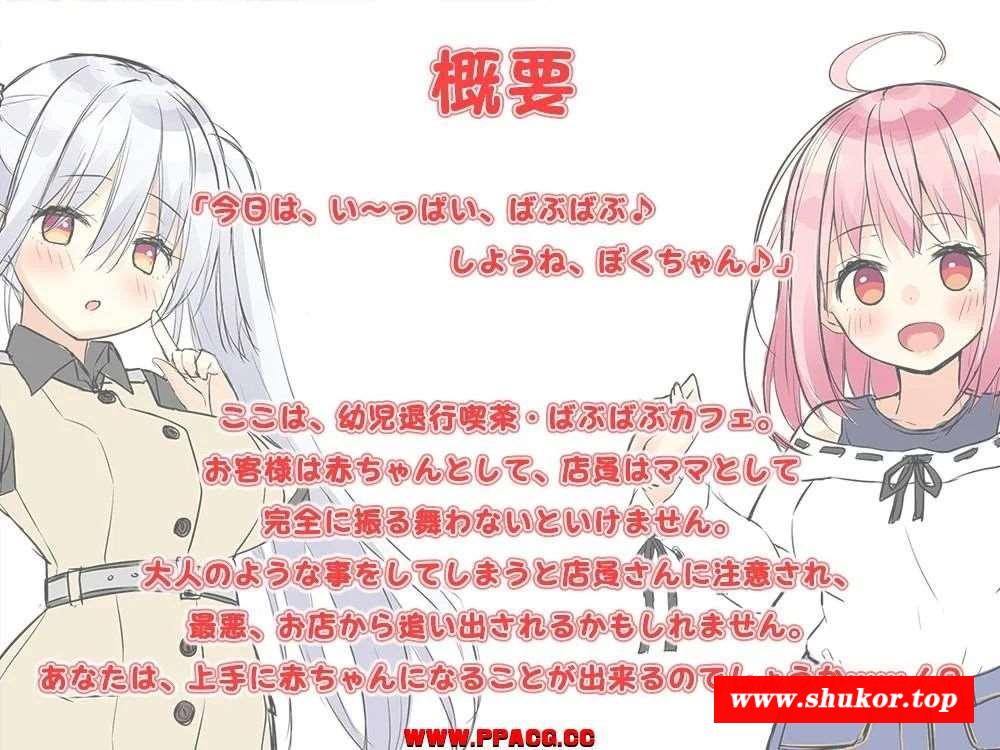 概要
「今日は、い～っぱい、ばぶばぶ♪
しようね、ぼくちゃん♪」
ここは、幼児退行喫茶・ばぶばぶカフェ。
お客様は赤ちゃんとして、店員はママとして
完全に振る舞わないといけません。
大人のような事をしてしまうと店員さんに注意され、
最悪、お店から追い出されるかもしれません。
あなたは、上手に赤ちゃんになることが出来るのでしょうか
www.shukor.top
WWW.PPACG.CC